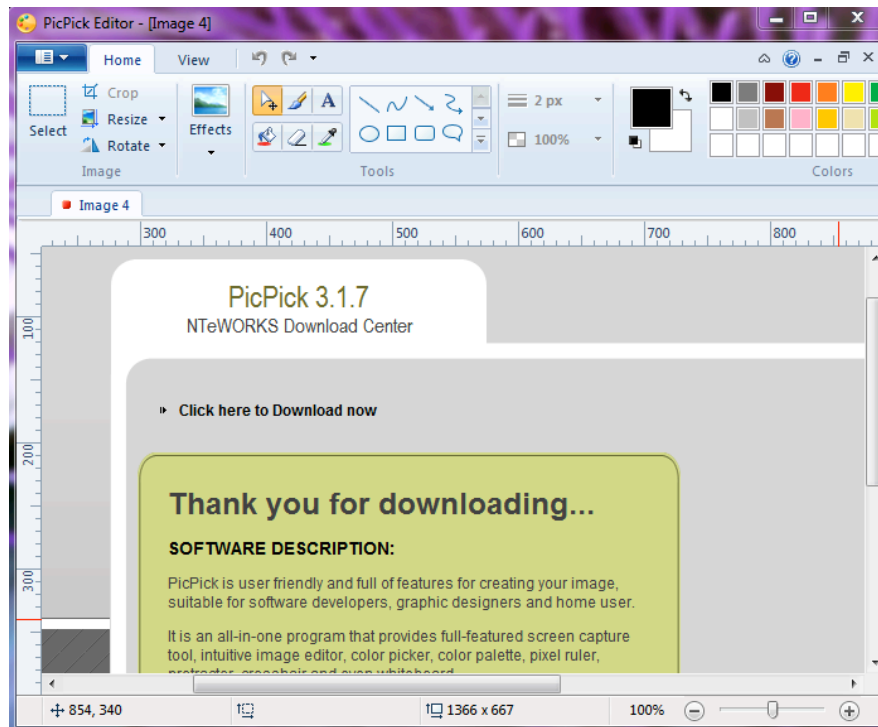 PicPick Editor - [Image 4]
Home View
Select
Crop
Resize
Rotate
Image
Effects
A
Tools
2 px
100%
Colors
Image 4
300 400 500 600 700 800
100
200
300
PicPick 3.1.7
NTeWORKS Download Center
Click here to Download now
Thank you for downloading...
SOFTWARE DESCRIPTION:
PicPick is user friendly and full of features for creating your image,
suitable for software developers, graphic designers and home user.
It is an all-in-one program that provides full-featured screen capture
tool, intuitive image editor, color picker, color palette, pixel ruler,
protractor, crosshair and even whiteboard
854, 340
1366 x 667
100%